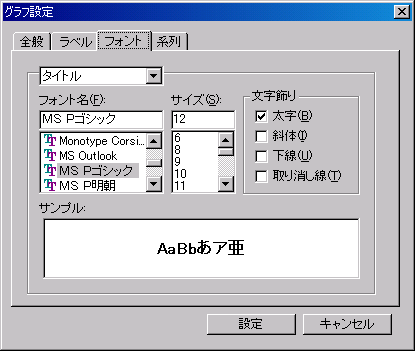 グラフ設定
全般 ラベル フォント 系列
タイトル
フォント名(F):
MS Pゴシック
Monotype Corsi...
MS Outlook
MS Pゴシック
MS P明朝
サイズ(S):
12
6
8
9
10
11
文字飾り
太字(B)
斜体(I)
下線(U)
取り消し線(T)
サンプル:
AaBbあア亜
設定 キャンセル